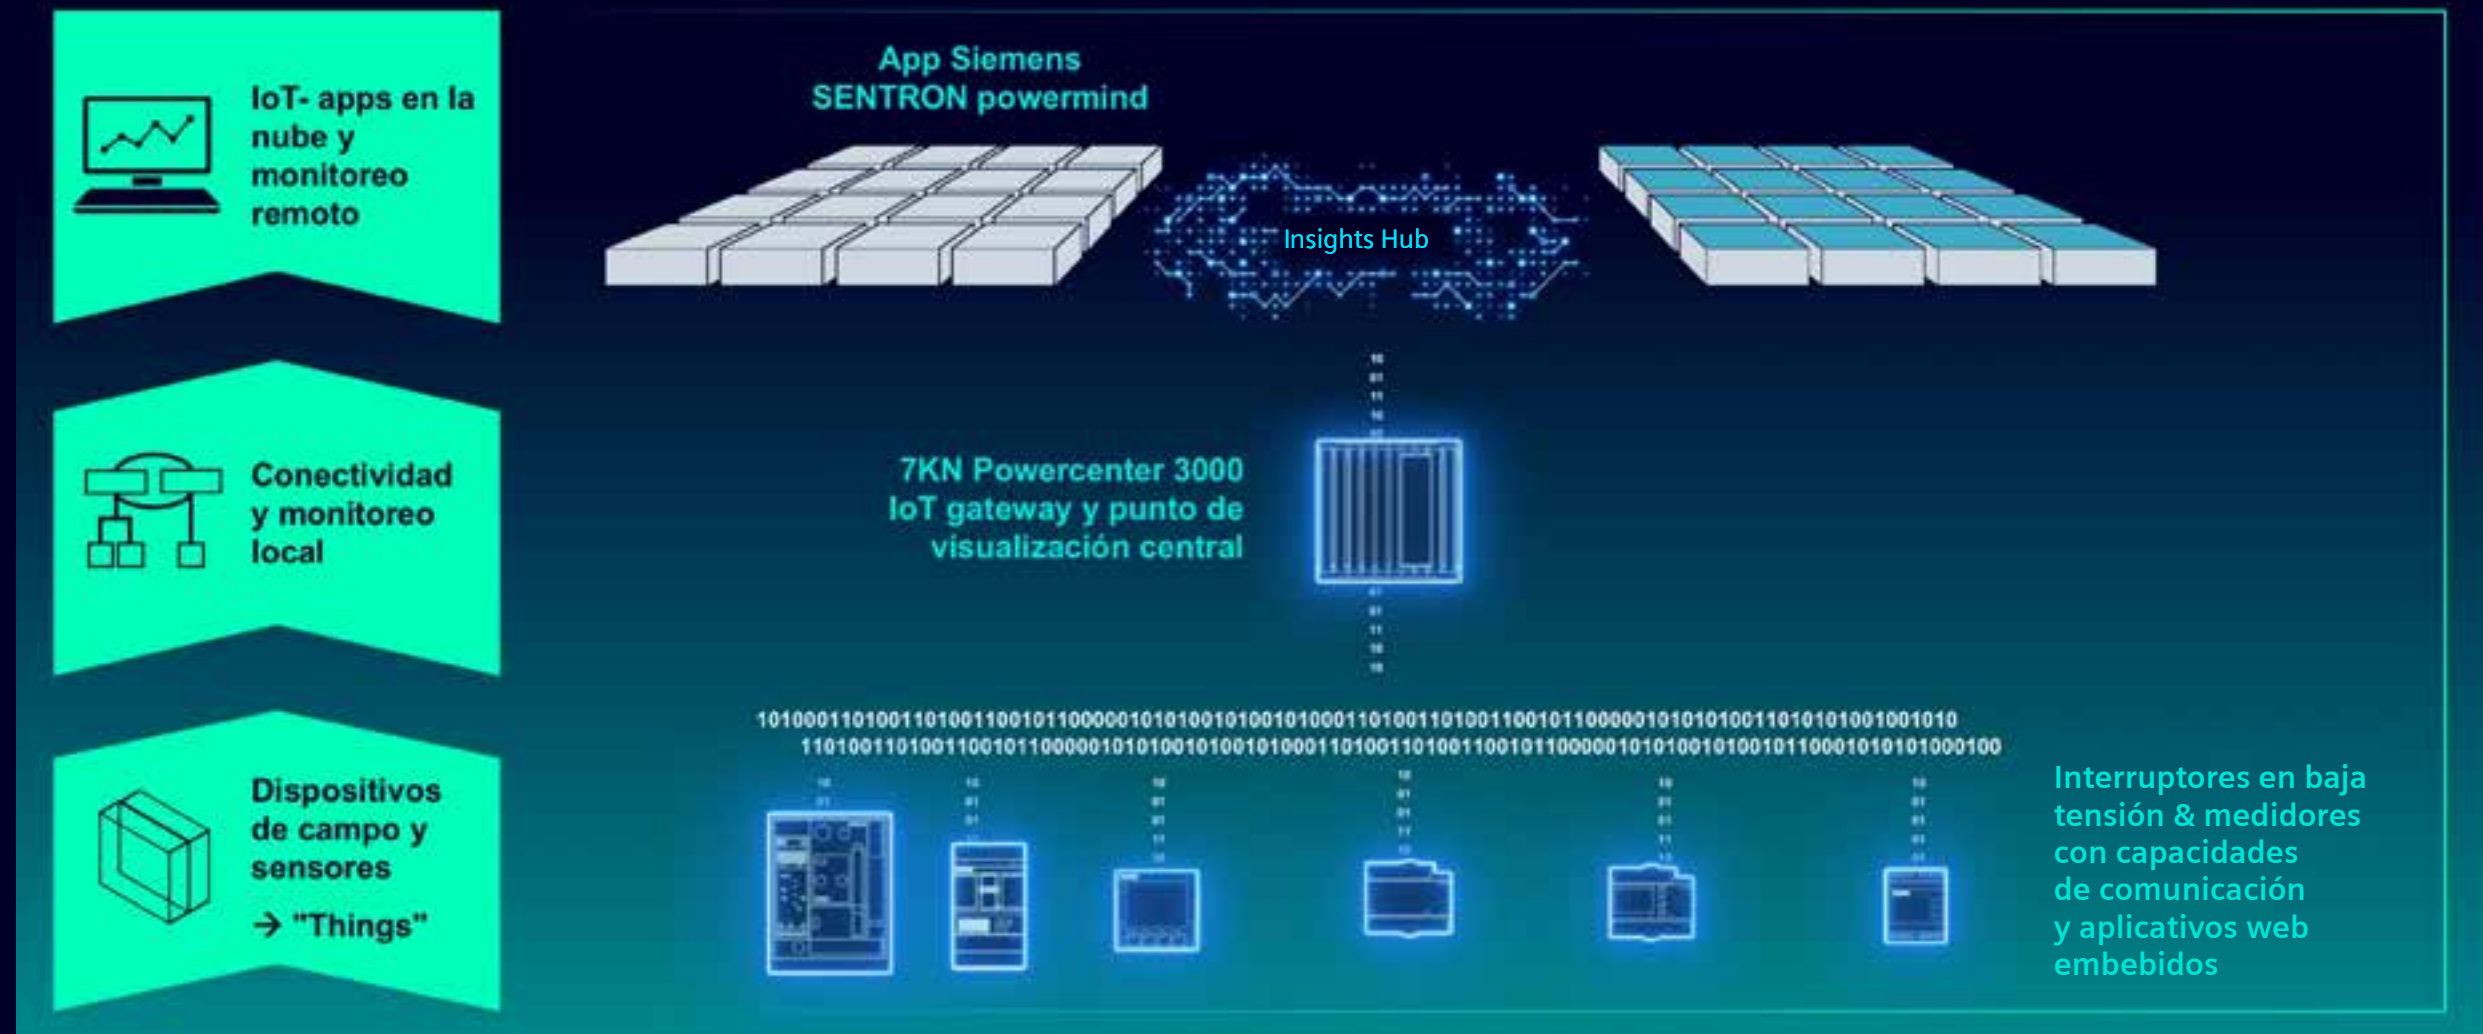 App Siemens
SENTRON powermind
IoT- apps en la
nube y
monitoreo
remoto
Insights Hub
Conectividad
y monitoreo
local
7KN Powercenter 3000
IoT gateway y punto de
visualización central
Dispositivos
de campo y
sensores
→ "Things"
Interruptores en baja
tensión & medidores
con capacidades
de comunicación
y aplicativos web
embebidos